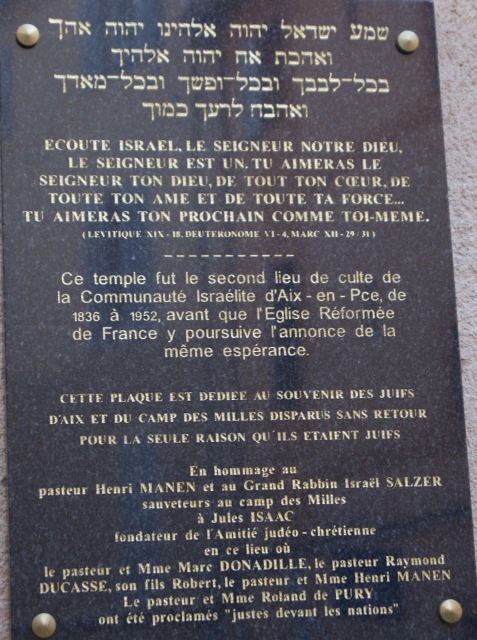 שמע ישראל יהוה אלהינו יהוה אחד
ואהבת את יהוה אלהיך
בכל־לבבך ובכל־נפשך ובכל־מאדך
ואהבת לרעך כמוך
ECOUTE ISRAEL, LE SEIGNEUR NOTRE DIEU,
LE SEIGNEUR EST UN. TU AIMERAS LE
SEIGNEUR TON DIEU, DE TOUT TON CŒUR, DE
TOUTE TON AME ET DE TOUTE TA FORCE...
TU AIMERAS TON PROCHAIN COMME TOI-MEME.
(LEVITIQUE XIX - 18, DEUTERONOME VI - 4, MARC XII - 29 / 31)
Ce temple fut le second lieu de culte de
la Communauté Israélite d'Aix - en - Pce, de
1836 à 1952, avant que l'Eglise Réformée
de France y poursuive l'annonce de la
même espérance.
CETTE PLAQUE EST DEDIEE AU SOUVENIR DES JUIFS
D'AIX ET DU CAMP DES MILLES DISPARUS SANS RETOUR
POUR LA SEULE RAISON QU'ILS ETAIENT JUIFS
En hommage au
pasteur Henri MANEN et au Grand Rabbin Israël SALZER
sauveteurs au camp des Milles
à Jules ISAAC
fondateur de l'Amitié judéo - chrétienne
en ce lieu où
le pasteur et Mme Marc DONADILLE, le pasteur Raymond
DUCASSE, son fils Robert, le pasteur et Mme Henri MANEN
Le pasteur et Mme Roland de PURY
ont été proclamés "justes devant les nations"